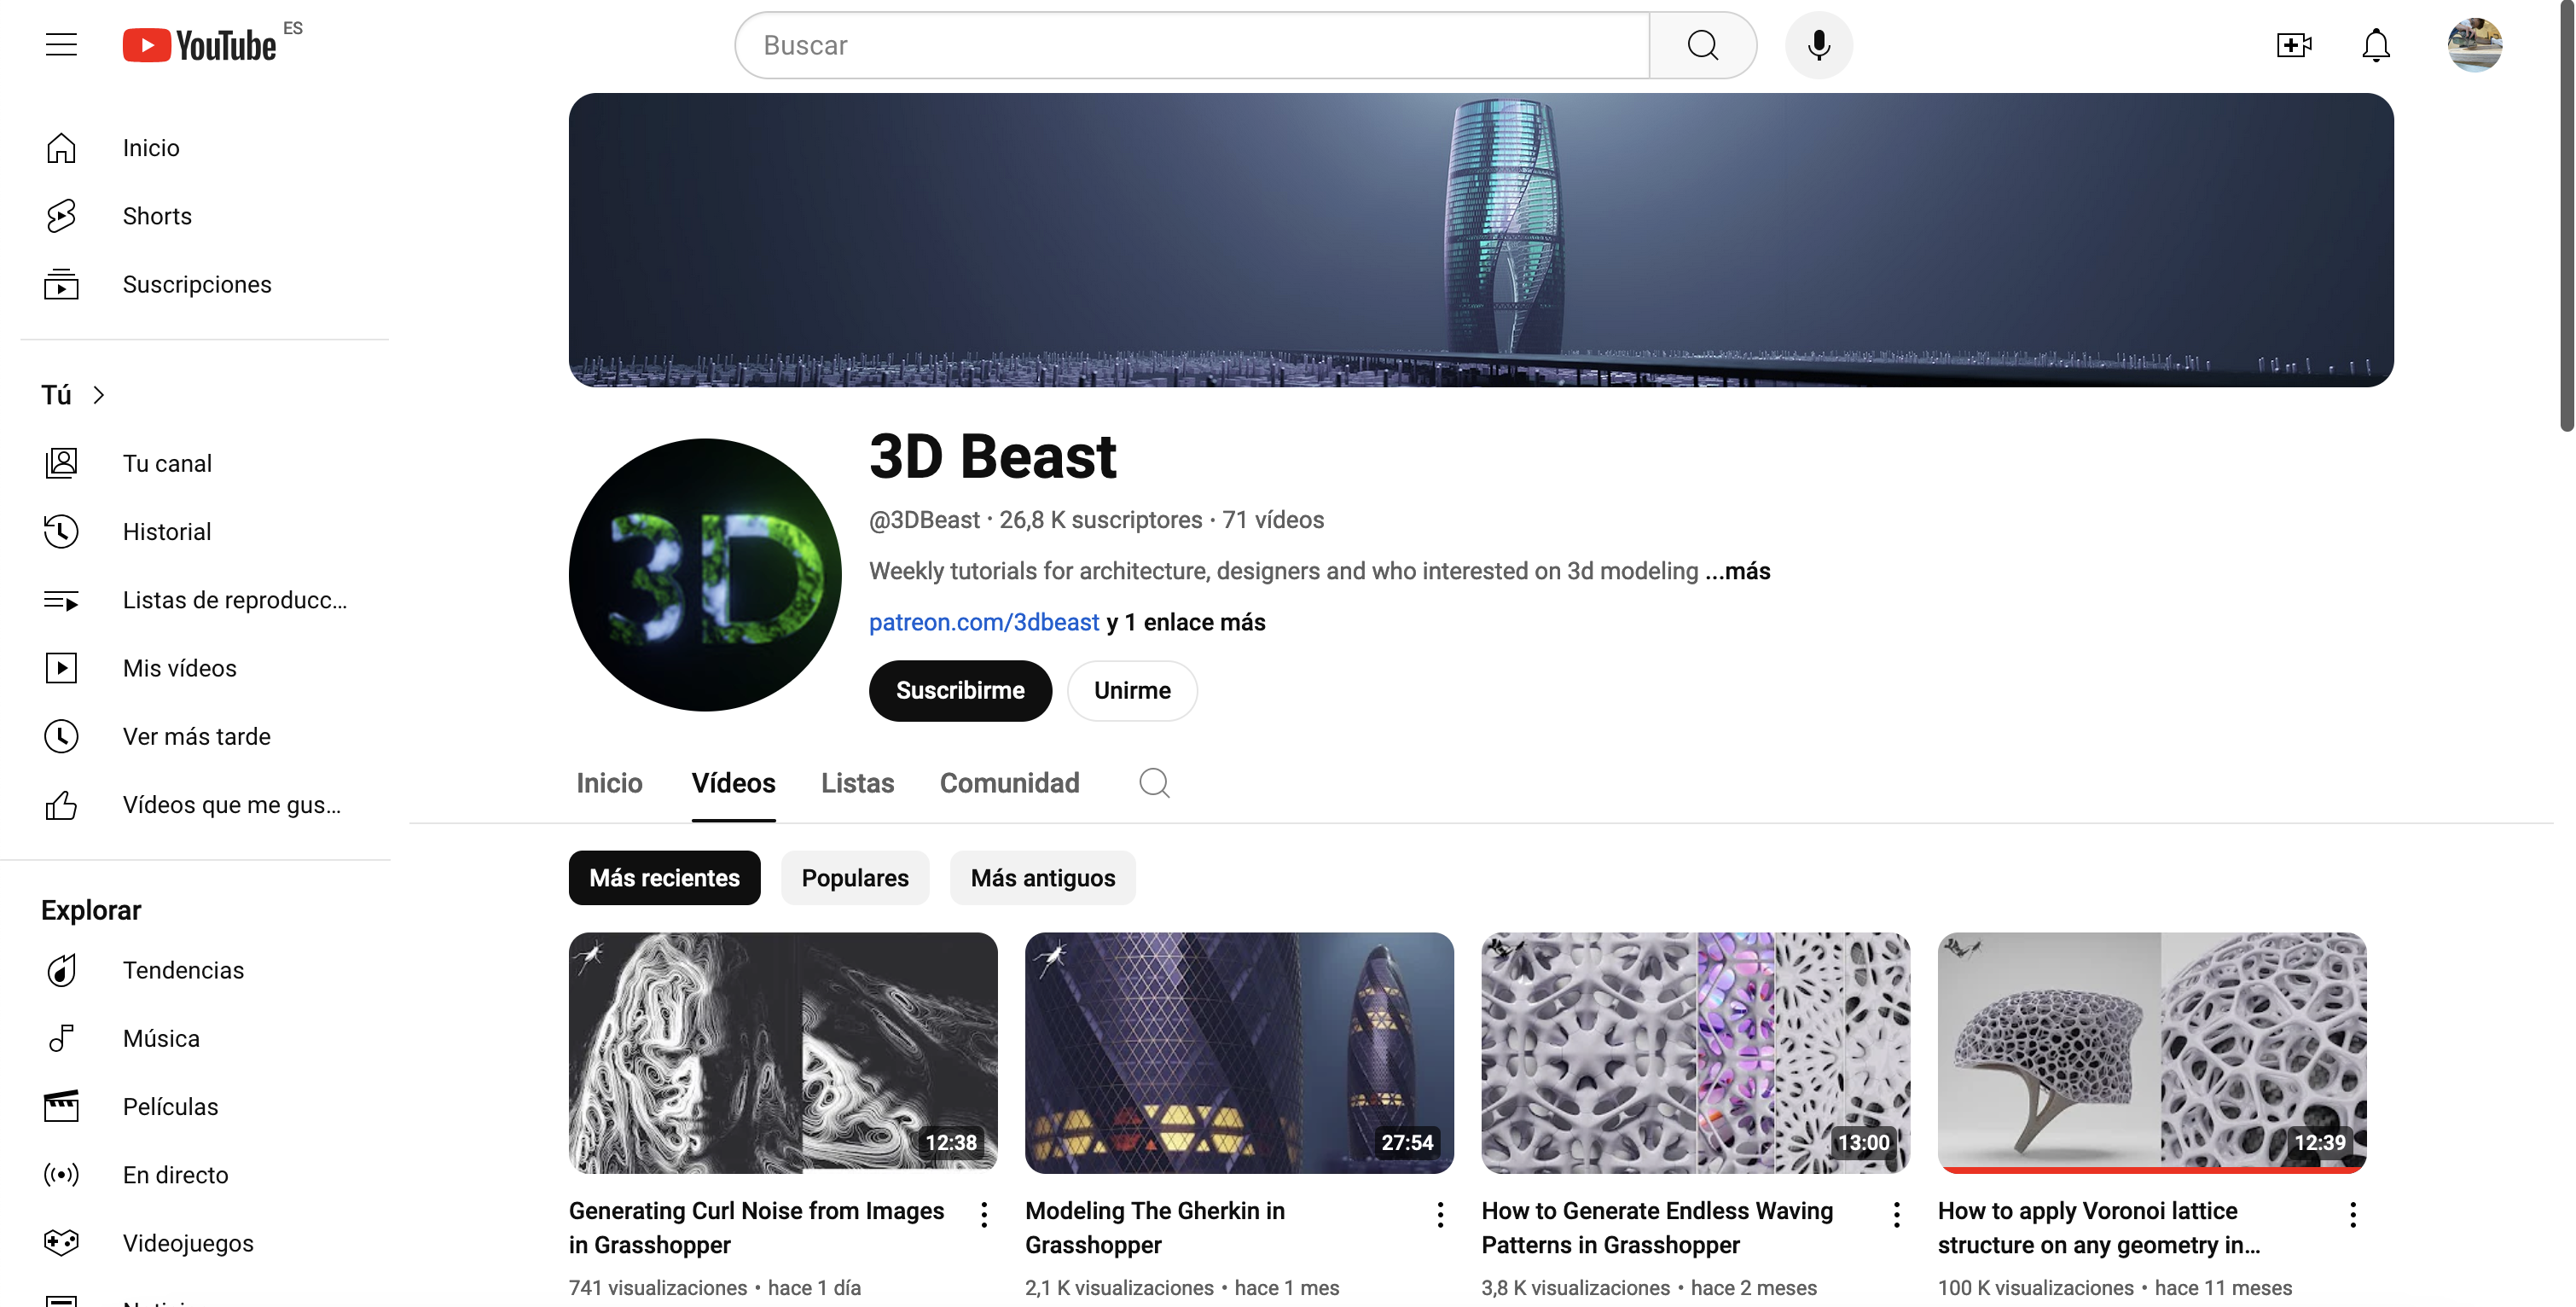 YouTube ES
Buscar
Inicio
Shorts
Suscripciones
Tú
Tu canal
Historial
Listas de reproducc...
Mis vídeos
Ver más tarde
Vídeos que me gus...
Explorar
Tendencias
Música
Películas
En directo
Videojuegos
3D
3D Beast
@3DBeast · 26,8 K suscriptores · 71 vídeos
Weekly tutorials for architecture, designers and who interested on 3d modeling ...más
patreon.com/3dbeast y 1 enlace más
Suscribirme Unirme
Inicio Vídeos Listas Comunidad
Más recientes Populares Más antiguos
12:38
Generating Curl Noise from Images
in Grasshopper
741 visualizaciones • hace 1 día
27:54
Modeling The Gherkin in
Grasshopper
2,1 K visualizaciones • hace 1 mes
13:00
How to Generate Endless Waving
Patterns in Grasshopper
3,8 K visualizaciones • hace 2 meses
12:39
How to apply Voronoi lattice
structure on any geometry in...
100 K visualizaciones • hace 11 meses